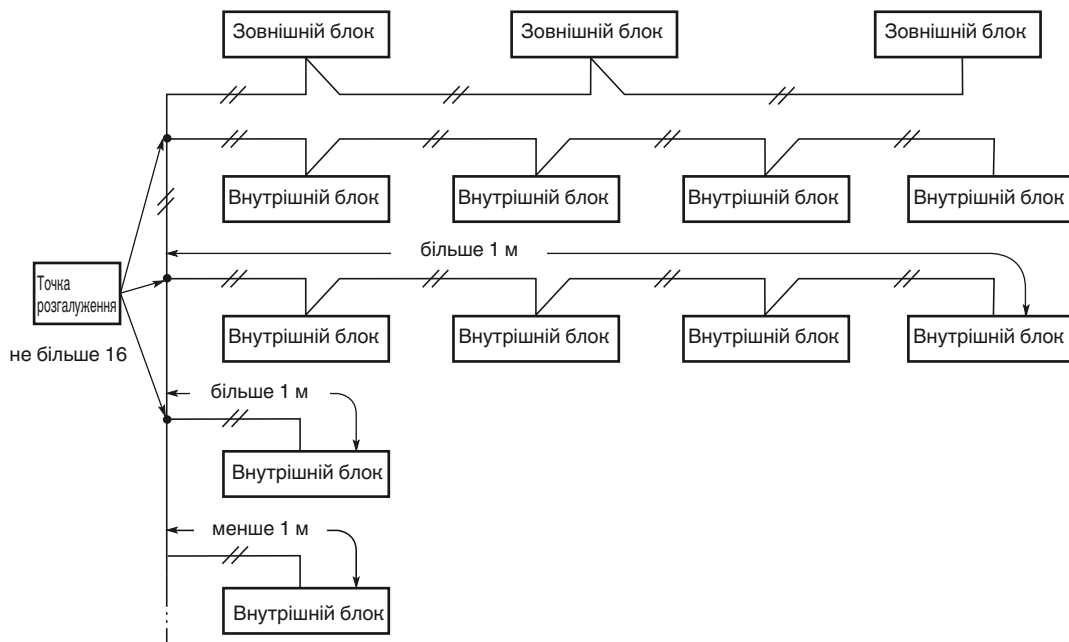 Зовнішній блок
Зовнішній блок
Зовнішній блок
Внутрішній блок
Внутрішній блок
Внутрішній блок
Внутрішній блок
більше 1 м
Точка
розгалуження
не більше 16
Внутрішній блок
Внутрішній блок
Внутрішній блок
Внутрішній блок
більше 1 м
Внутрішній блок
менше 1 м
Внутрішній блок